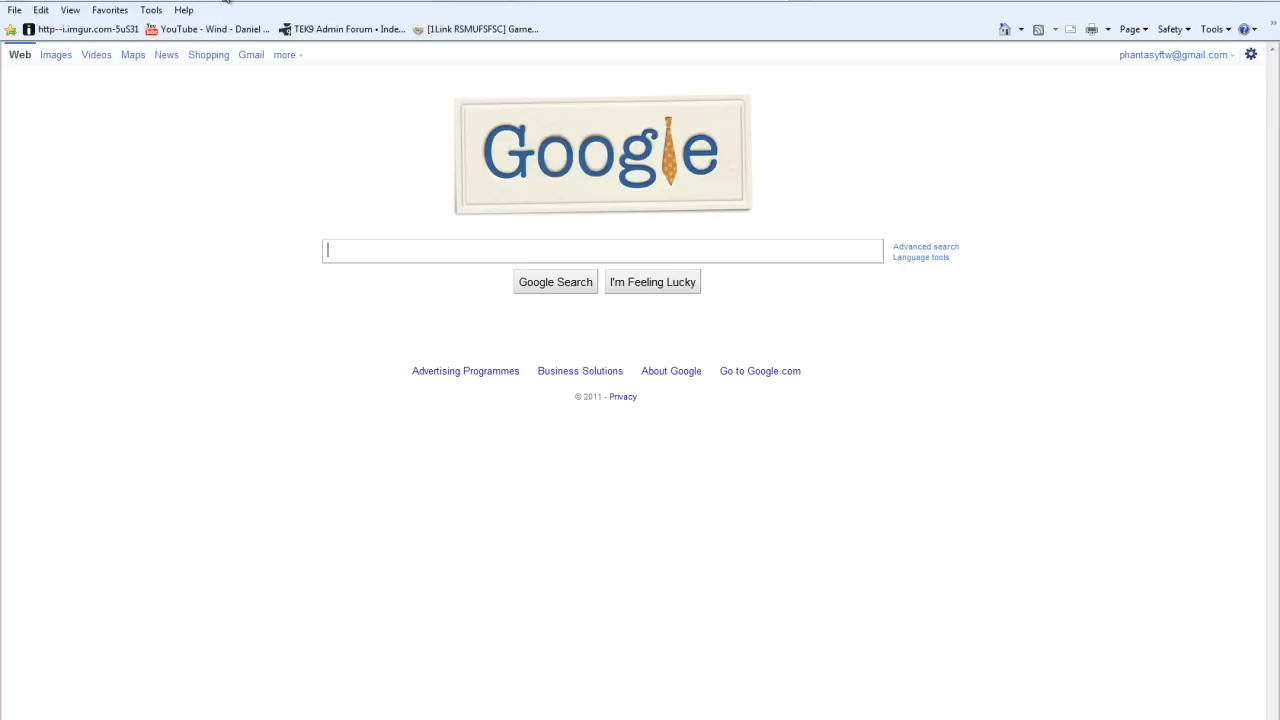 File Edit View Favorites Tools Help
http--i.imgur.com-5uS31 YouTube - Wind - Daniel ... TEK9 Admin Forum • Inde... [1Link RSMUFSFSC] Game... Page Safety Tools
Web Images Videos Maps News Shopping Gmail more phantasyftw@gmail.com
Google
Advanced search
Language tools
Google Search I'm Feeling Lucky
Advertising Programmes Business Solutions About Google Go to Google.com
© 2011 - Privacy